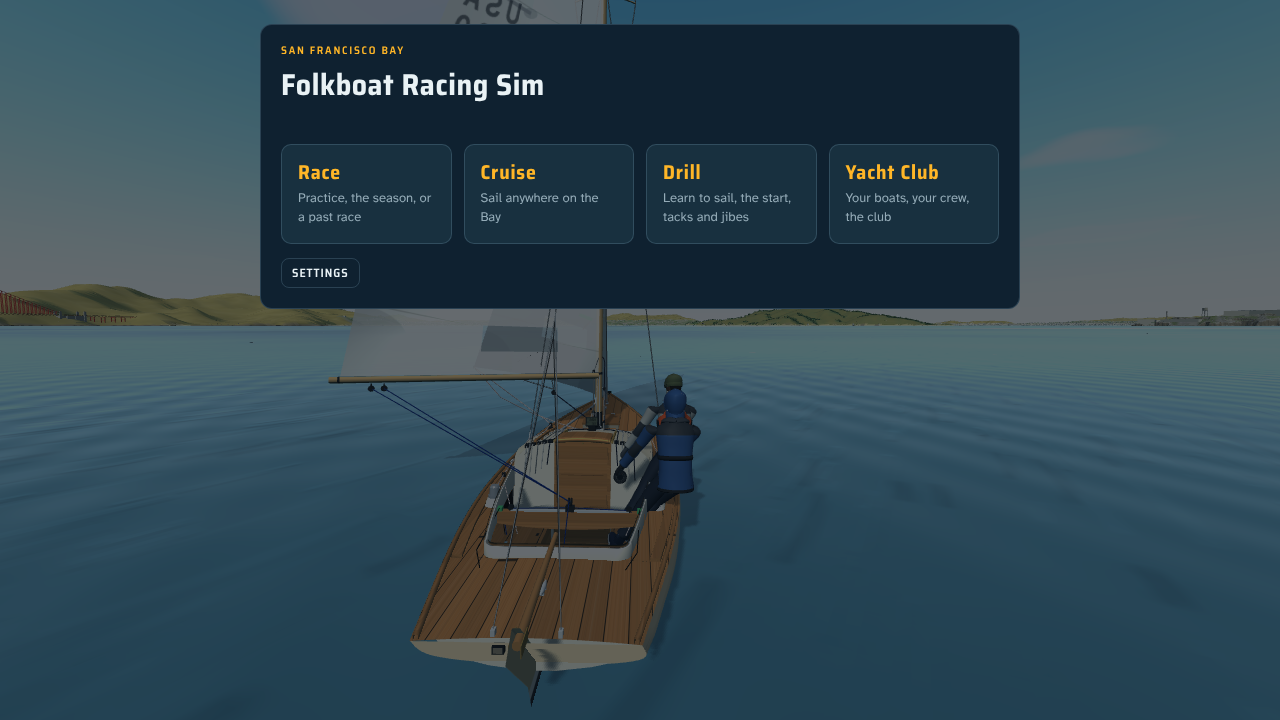 USA
SAN FRANCISCO BAY
Folkboat Racing Sim
Race
Practice, the season, or
a past race
Cruise
Sail anywhere on the
Bay
Drill
Learn to sail, the start,
tacks and jibes
Yacht Club
Your boats, your crew,
the club
SETTINGS